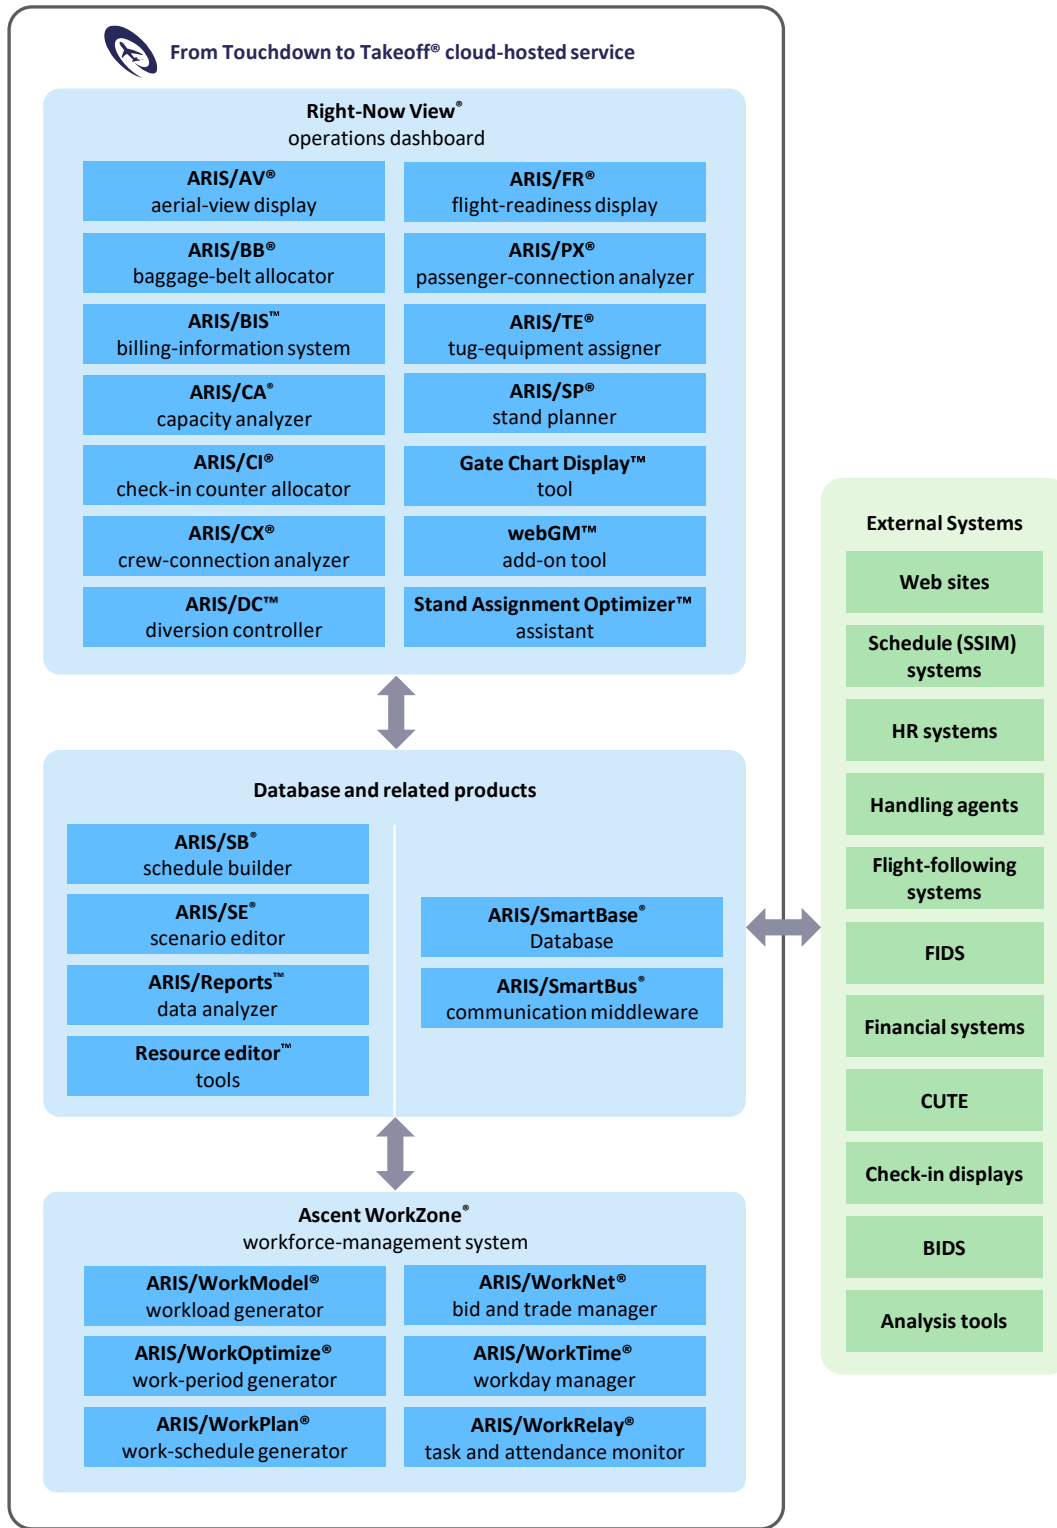 From Touchdown to Takeoff® cloud-hosted service
Right-Now View®
operations dashboard
ARIS/AV®
aerial-view display
ARIS/BB®
baggage-belt allocator
ARIS/BIS™
billing-information system
ARIS/CA®
capacity analyzer
ARIS/CI®
check-in counter allocator
ARIS/CX®
crew-connection analyzer
ARIS/DC™
diversion controller
ARIS/FR®
flight-readiness display
ARIS/PX®
passenger-connection analyzer
ARIS/TE®
tug-equipment assigner
ARIS/SP®
stand planner
Gate Chart Display™
tool
webGM™
add-on tool
Stand Assignment Optimizer™
assistant
Database and related products
ARIS/SB®
schedule builder
ARIS/SE®
scenario editor
ARIS/Reports™
data analyzer
Resource editor™
tools
ARIS/SmartBase®
Database
ARIS/SmartBus®
communication middleware
Ascent WorkZone®
workforce-management system
ARIS/WorkModel®
workload generator
ARIS/WorkOptimize®
work-period generator
ARIS/WorkPlan®
work-schedule generator
ARIS/WorkNet®
bid and trade manager
ARIS/WorkTime®
workday manager
ARIS/WorkRelay®
task and attendance monitor
External Systems
Web sites
Schedule (SSIM)
systems
HR systems
Handling agents
Flight-following
systems
FIDS
Financial systems
CUTE
Check-in displays
BIDS
Analysis tools